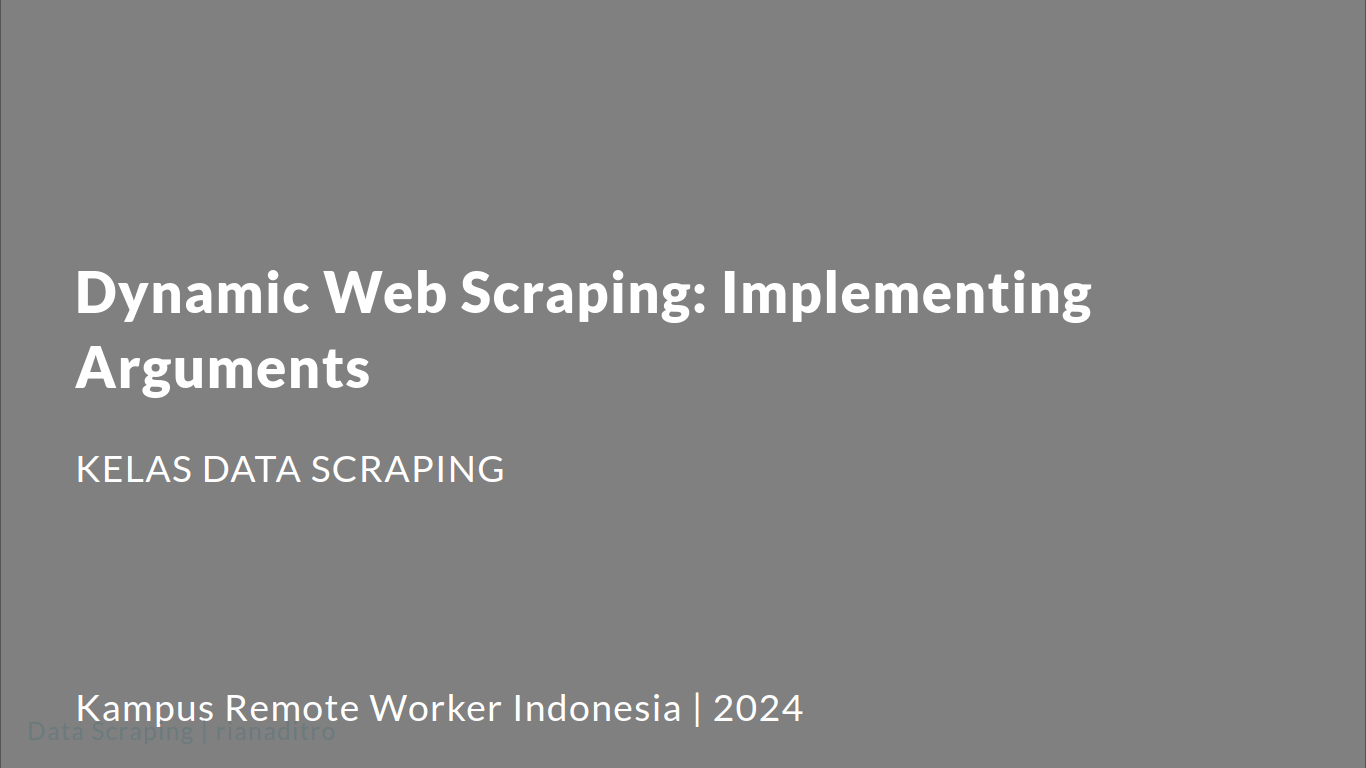 Dynamic Web Scraping: Implementing
Arguments
KELAS DATA SCRAPING
Kampus Remote Worker Indonesia | 2024
Data Scraping | rianaditro